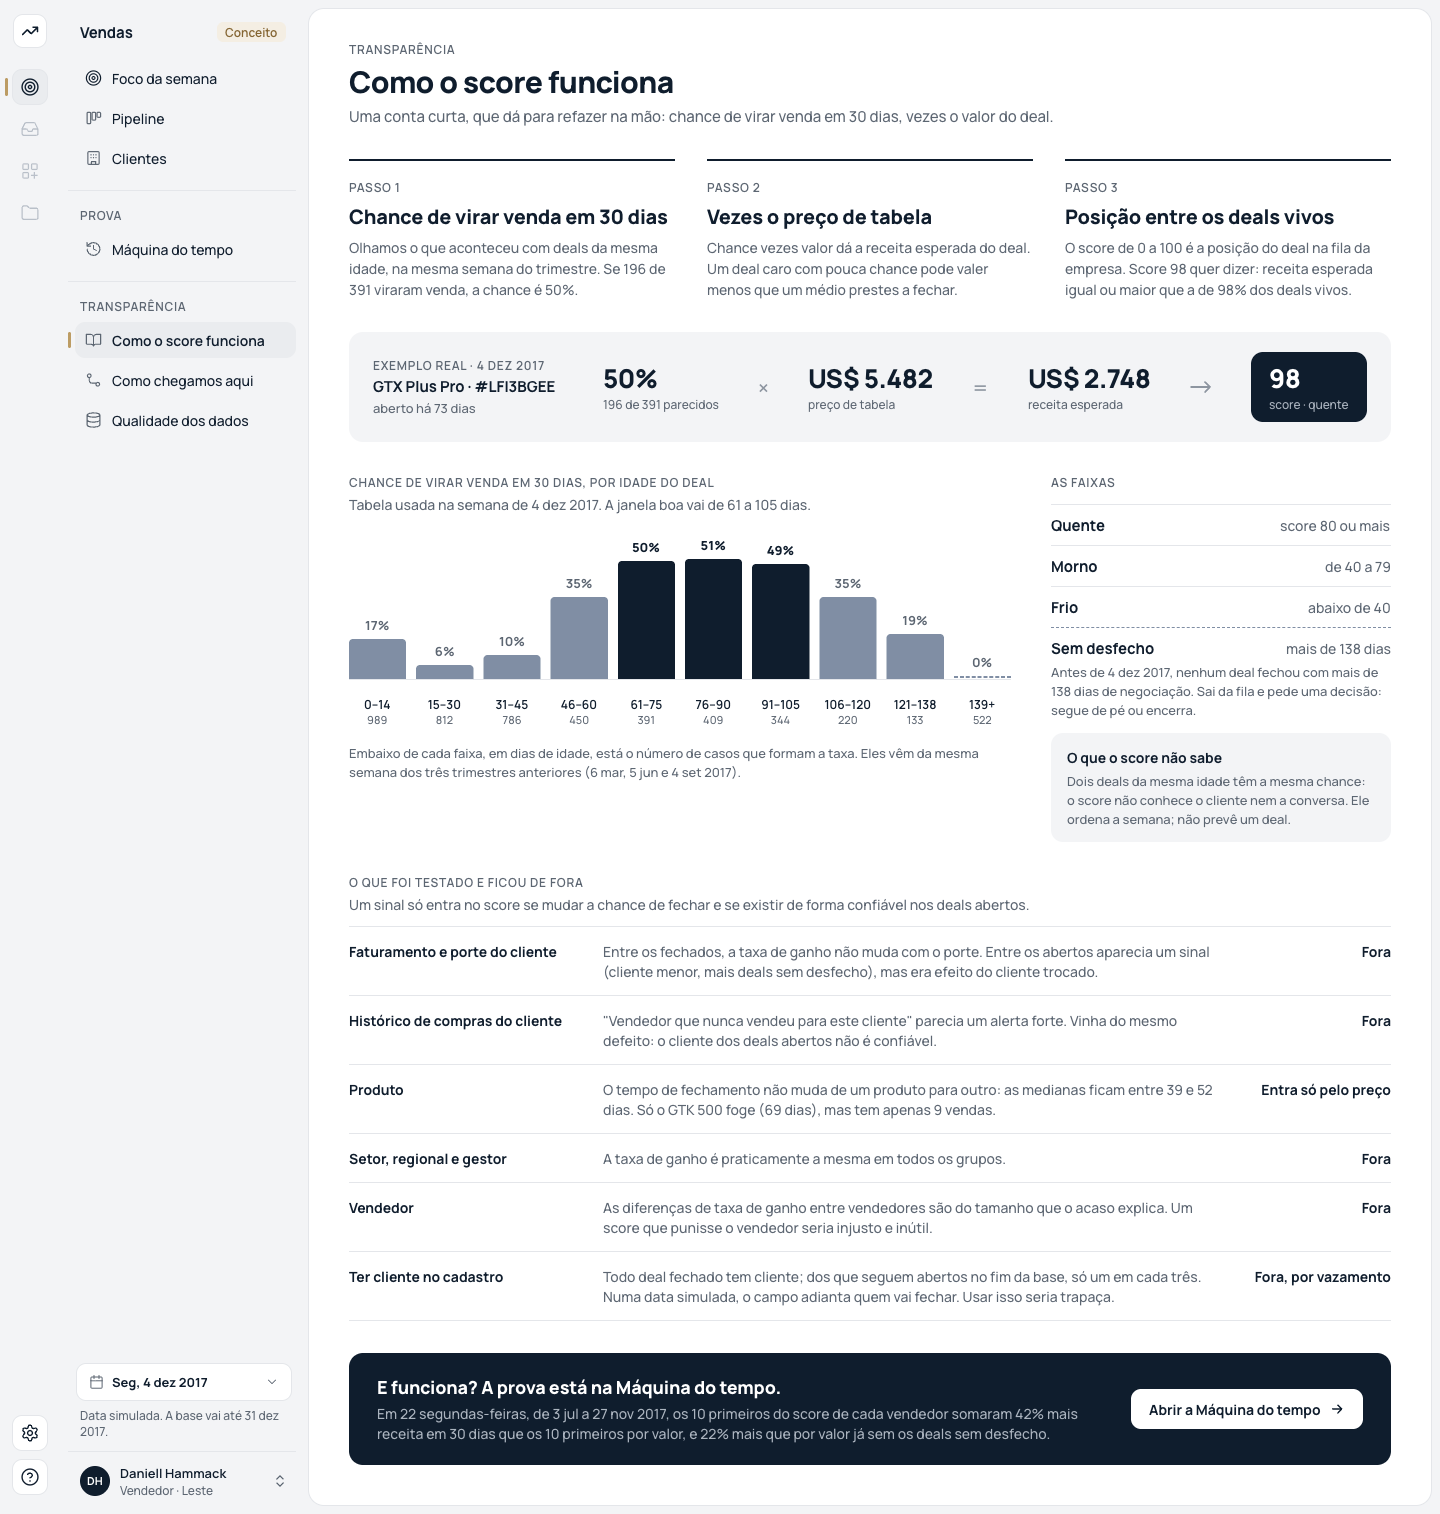 Vendas
Conceito
Foco da semana
Pipeline
Clientes
PROVA
Máquina do tempo
TRANSPARÊNCIA
Como o score funciona
Como chegamos aqui
Qualidade dos dados
Seg, 4 dez 2017
Data simulada. A base vai até 31 dez
2017.
DH
Daniell Hammack
Vendedor · Leste
TRANSPARÊNCIA
Como o score funciona
Uma conta curta, que dá para refazer na mão: chance de virar venda em 30 dias, vezes o valor do deal.
PASSO 1
Chance de virar venda em 30 dias
Olhamos o que aconteceu com deals da mesma
idade, na mesma semana do trimestre. Se 196 de
391 viraram venda, a chance é 50%.
PASSO 2
Vezes o preço de tabela
Chance vezes valor dá a receita esperada do deal.
Um deal caro com pouca chance pode valer
menos que um médio prestes a fechar.
PASSO 3
Posição entre os deals vivos
O score de 0 a 100 é a posição do deal na fila da
empresa. Score 98 quer dizer: receita esperada
igual ou maior que a de 98% dos deals vivos.
EXEMPLO REAL · 4 DEZ 2017
GTX Plus Pro · #LFI3BGEE
aberto há 73 dias
50%
196 de 391 parecidos
×
US$ 5.482
preço de tabela
=
US$ 2.748
receita esperada
→
98
score · quente
CHANCE DE VIRAR VENDA EM 30 DIAS, POR IDADE DO DEAL
Tabela usada na semana de 4 dez 2017. A janela boa vai de 61 a 105 dias.
17%
6%
10%
35%
50%
51%
49%
35%
19%
0%
0–14
15–30
31–45
46–60
61–75
76–90
91–105
106–120
121–138
139+
989
812
786
450
391
409
344
220
133
522
Embaixo de cada faixa, em dias de idade, está o número de casos que formam a taxa. Eles vêm da mesma
semana dos três trimestres anteriores (6 mar, 5 jun e 4 set 2017).
AS FAIXAS
Quente
score 80 ou mais
Morno
de 40 a 79
Frio
abaixo de 40
Sem desfecho
mais de 138 dias
Antes de 4 dez 2017, nenhum deal fechou com mais de
138 dias de negociação. Sai da fila e pede uma decisão:
segue de pé ou encerra.
O que o score não sabe
Dois deals da mesma idade têm a mesma chance:
o score não conhece o cliente nem a conversa. Ele
ordena a semana; não prevê um deal.
O QUE FOI TESTADO E FICOU DE FORA
Um sinal só entra no score se mudar a chance de fechar e se existir de forma confiável nos deals abertos.
Faturamento e porte do cliente
Entre os fechados, a taxa de ganho não muda com o porte. Entre os abertos aparecia um sinal
(cliente menor, mais deals sem desfecho), mas era efeito do cliente trocado.
Fora
Histórico de compras do cliente
"Vendedor que nunca vendeu para este cliente" parecia um alerta forte. Vinha do mesmo
defeito: o cliente dos deals abertos não é confiável.
Fora
Produto
O tempo de fechamento não muda de um produto para outro: as medianas ficam entre 39 e 52
dias. Só o GTK 500 foge (69 dias), mas tem apenas 9 vendas.
Entra só pelo preço
Setor, regional e gestor
A taxa de ganho é praticamente a mesma em todos os grupos.
Fora
Vendedor
As diferenças de taxa de ganho entre vendedores são do tamanho que o acaso explica. Um
score que punisse o vendedor seria injusto e inútil.
Fora
Ter cliente no cadastro
Todo deal fechado tem cliente; dos que seguem abertos no fim da base, só um em cada três.
Numa data simulada, o campo adianta quem vai fechar. Usar isso seria trapaça.
Fora, por vazamento
E funciona? A prova está na Máquina do tempo.
Em 22 segundas-feiras, de 3 jul a 27 nov 2017, os 10 primeiros do score de cada vendedor somaram 42% mais
receita em 30 dias que os 10 primeiros por valor, e 22% mais que por valor já sem os deals sem desfecho.
Abrir a Máquina do tempo →